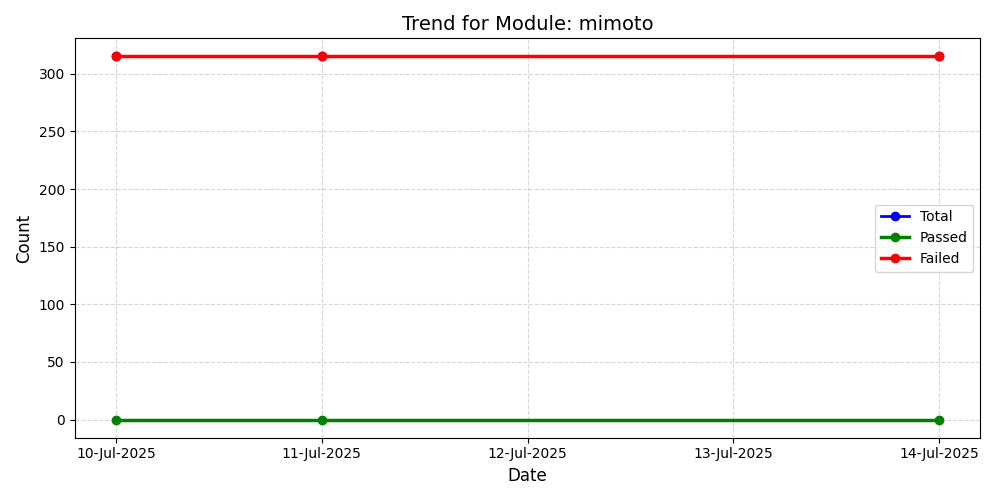 Trend for Module: mimoto
Count
300
250
200
150
100
50
0
Total
Passed
Failed
10-Jul-2025
11-Jul-2025
12-Jul-2025
13-Jul-2025
14-Jul-2025
Date